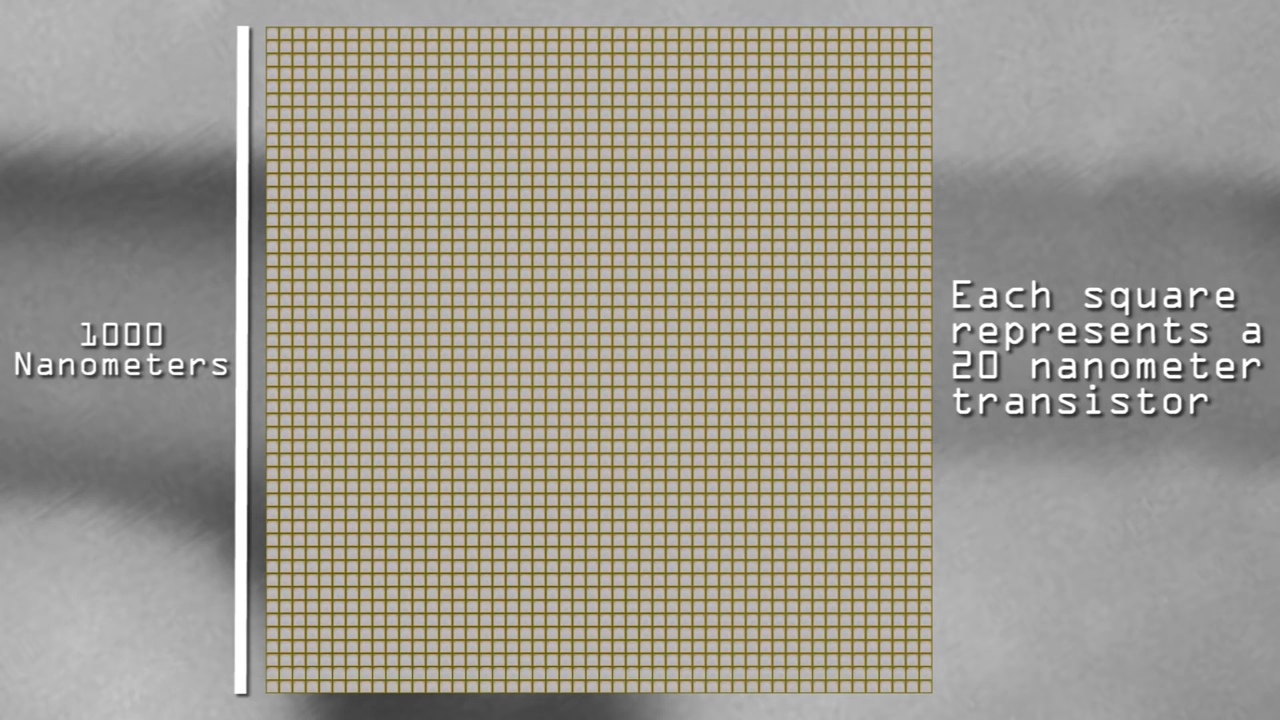 1000
Nanometers
Each square
represents a
20 nanometer
transistor